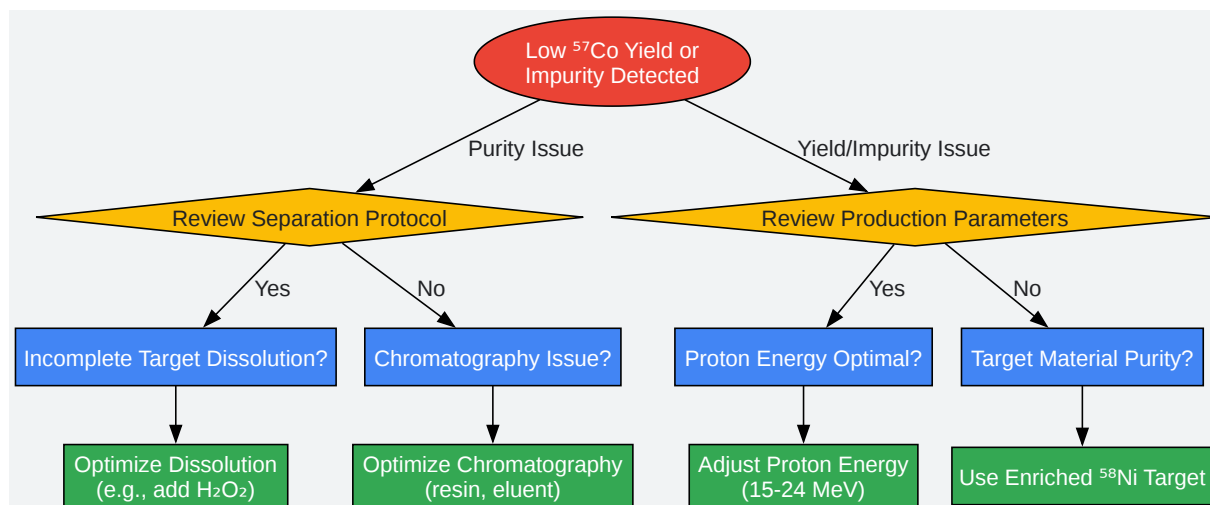 Low ⁵⁷Co Yield or
Impurity Detected
Purity Issue
Yield/Impurity Issue
Review Separation Protocol
Review Production Parameters
Yes
No
Yes
No
Incomplete Target Dissolution?
Chromatography Issue?
Proton Energy Optimal?
Target Material Purity?
Optimize Dissolution
(e.g., add H₂O₂)
Optimize Chromatography
(resin, eluent)
Adjust Proton Energy
(15-24 MeV)
Use Enriched ⁵⁸Ni Target